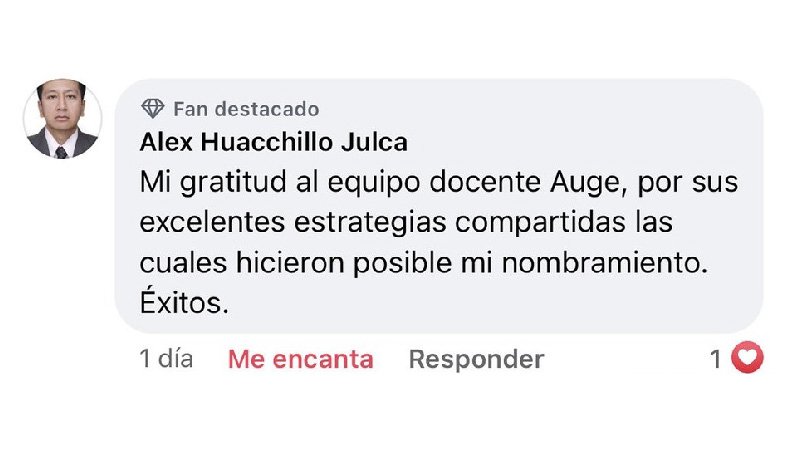 Fan destacado
Alex Huacchillo Julca
Mi gratitud al equipo docente Auge, por sus
excelentes estrategias compartidas las
cuales hicieron posible mi nombramiento.
Éxitos.
1 día Me encanta Responder 1